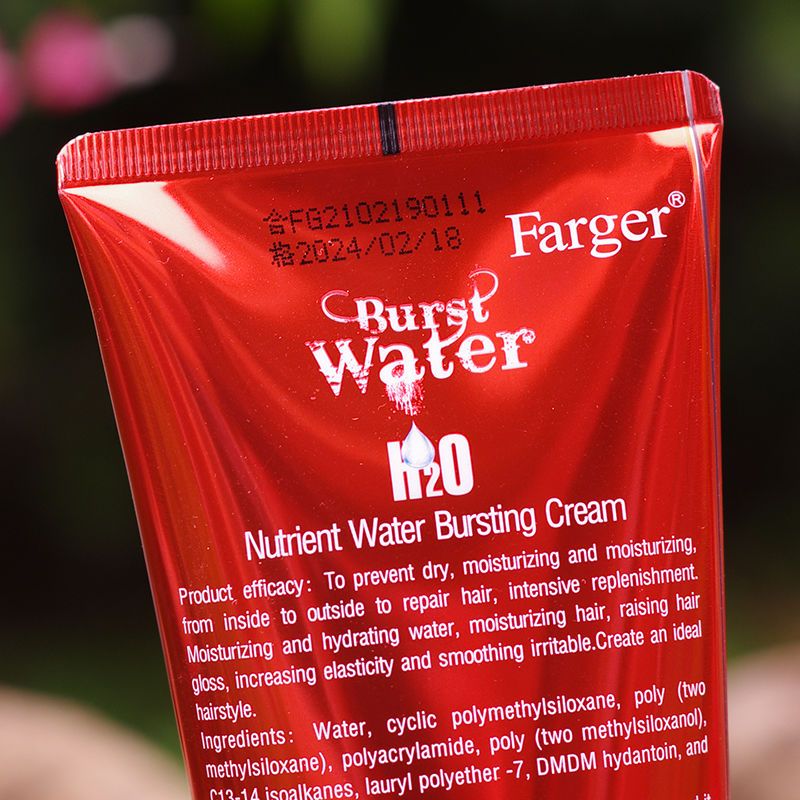 合FG2102190111
格2024/02/18
Farger®
Burst
Water
H2O
Nutrient Water Bursting Cream
Product efficacy: To prevent dry, moisturizing and moisturizing,
from inside to outside to repair hair, intensive replenishment.
Moisturizing and hydrating water, moisturizing hair, raising hair
gloss, increasing elasticity and smoothing irritable.Create an ideal
hairstyle.
Ingredients: Water, cyclic polymethylsiloxane, poly (two
methylsiloxane), polyacrylamide, poly (two methylsiloxanol),
C13-14 isoalkanes, lauryl polyether -7, DMDM hydantoin, and